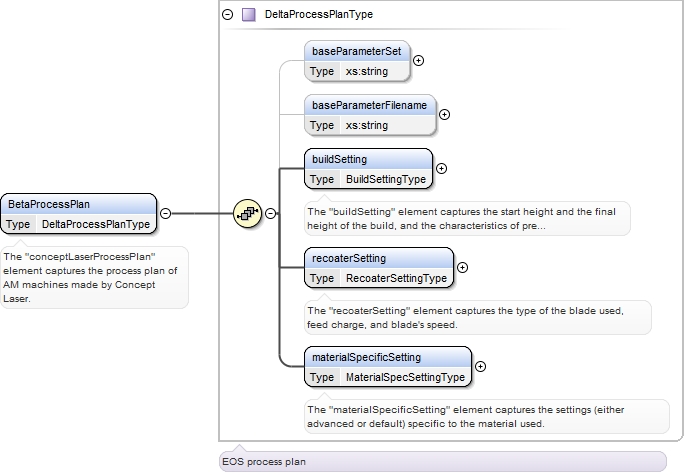 DeltaProcessPlanType
baseParameterSet
Type xs:string
baseParameterFilename
Type xs:string
buildSetting
Type BuildSettingType
The "buildSetting" element captures the start height and the final
height of the build, and the characteristics of pre...
BetaProcessPlan
Type DeltaProcessPlanType
The "conceptLaserProcessPlan"
element captures the process plan of
AM machines made by Concept
Laser.
recoaterSetting
Type RecoaterSettingType
The "recoaterSetting" element captures the type of the blade used,
feed charge, and blade's speed.
materialSpecificSetting
Type MaterialSpecSettingType
The "materialSpecificSetting" element captures the settings (either
advanced or default) specific to the material used.
EOS process plan